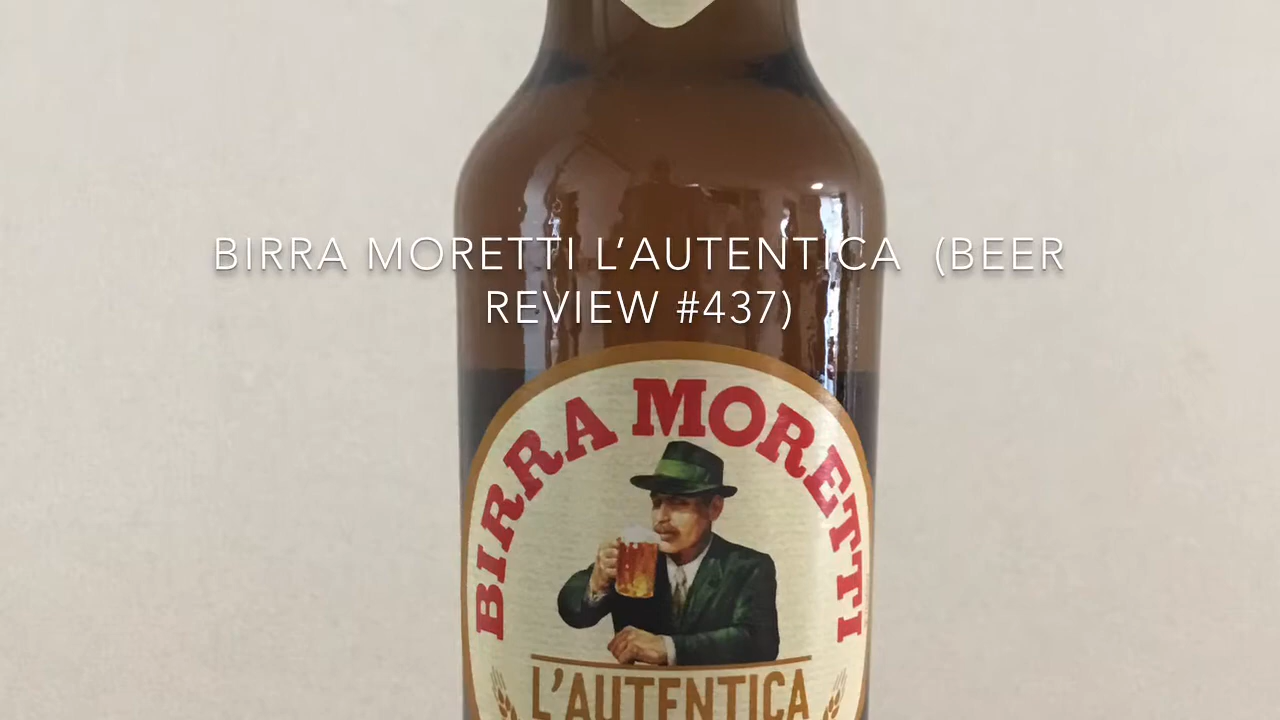 BIRRA MORETTI L’AUTENTICA (BEER
REVIEW #437)
BIRRA MORETTI
L'AUTENTICA